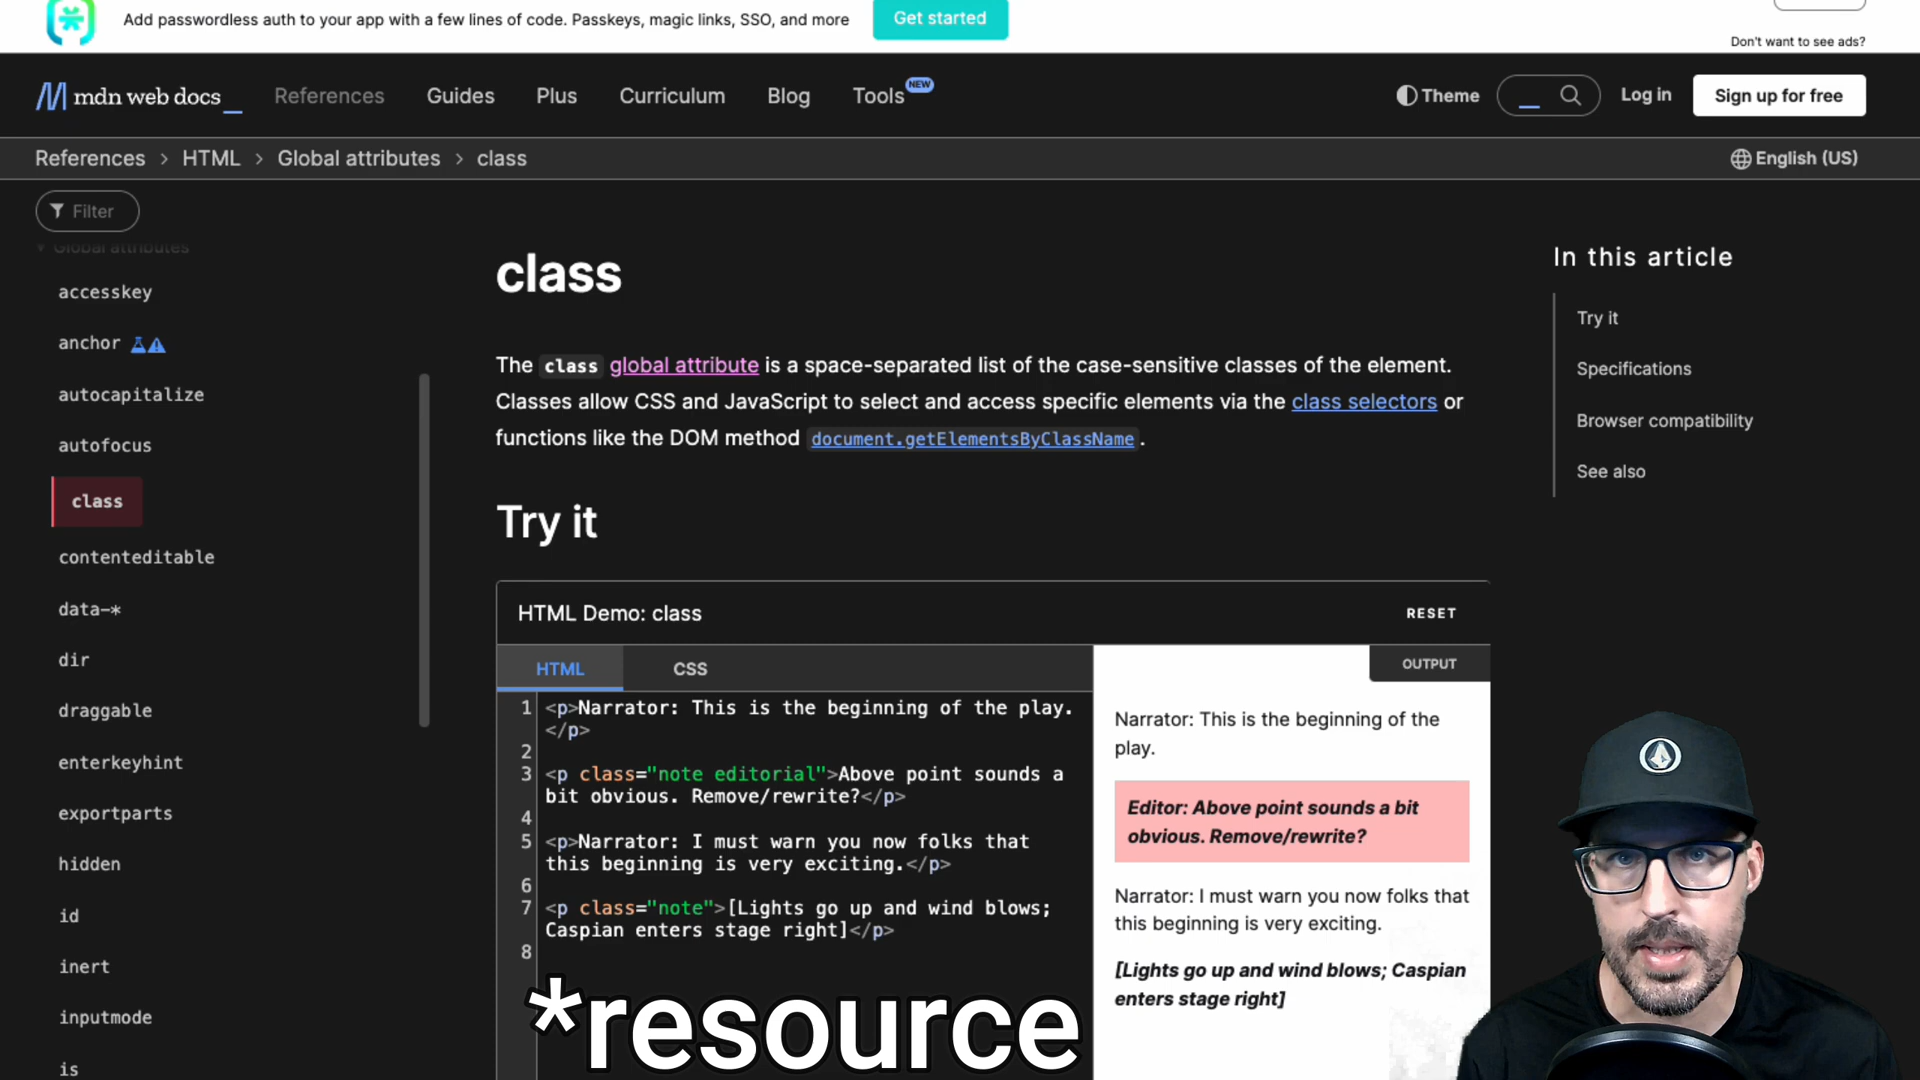 Add passwordless auth to your app with a few lines of code. Passkeys, magic links, SSO, and more
Get started
Don't want to see ads?
mdn web docs_
References
Guides
Plus
Curriculum
Blog
Tools
NEW
Theme
Log in
Sign up for free
References > HTML > Global attributes > class
English (US)
Filter
Global attributes
accesskey
anchor
autocapitalize
autofocus
class
contenteditable
data-*
dir
draggable
enterkeyhint
exportparts
hidden
id
inert
inputmode
is
class
The class global attribute is a space-separated list of the case-sensitive classes of the element.
Classes allow CSS and JavaScript to select and access specific elements via the class selectors or
functions like the DOM method document.getElementsByClassName.
Try it
HTML Demo: class
RESET
HTML
CSS
1 <p>Narrator: This is the beginning of the play.
</p>
2
3 <p class="note editorial">Above point sounds a
bit obvious. Remove/rewrite?</p>
4
5 <p>Narrator: I must warn you now folks that
this beginning is very exciting.</p>
6
7 <p class="note">[Lights go up and wind blows;
Caspian enters stage right]</p>
8
OUTPUT
Narrator: This is the beginning of the
play.
Editor: Above point sounds a bit
obvious. Remove/rewrite?
Narrator: I must warn you now folks that
this beginning is very exciting.
[Lights go up and wind blows; Caspian
enters stage right]
In this article
Try it
Specifications
Browser compatibility
See also
*resource